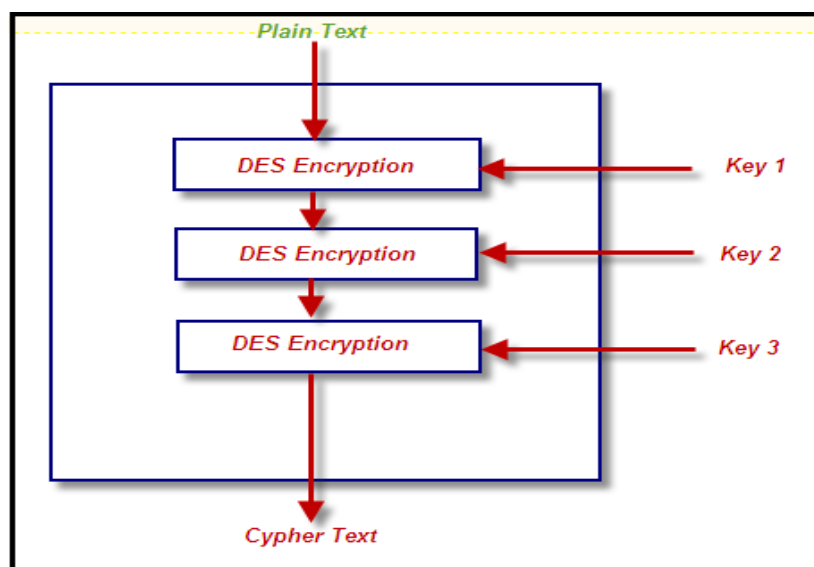 Plain Text
DES Encryption
Key 1
DES Encryption
Key 2
DES Encryption
Key 3
Cypher Text